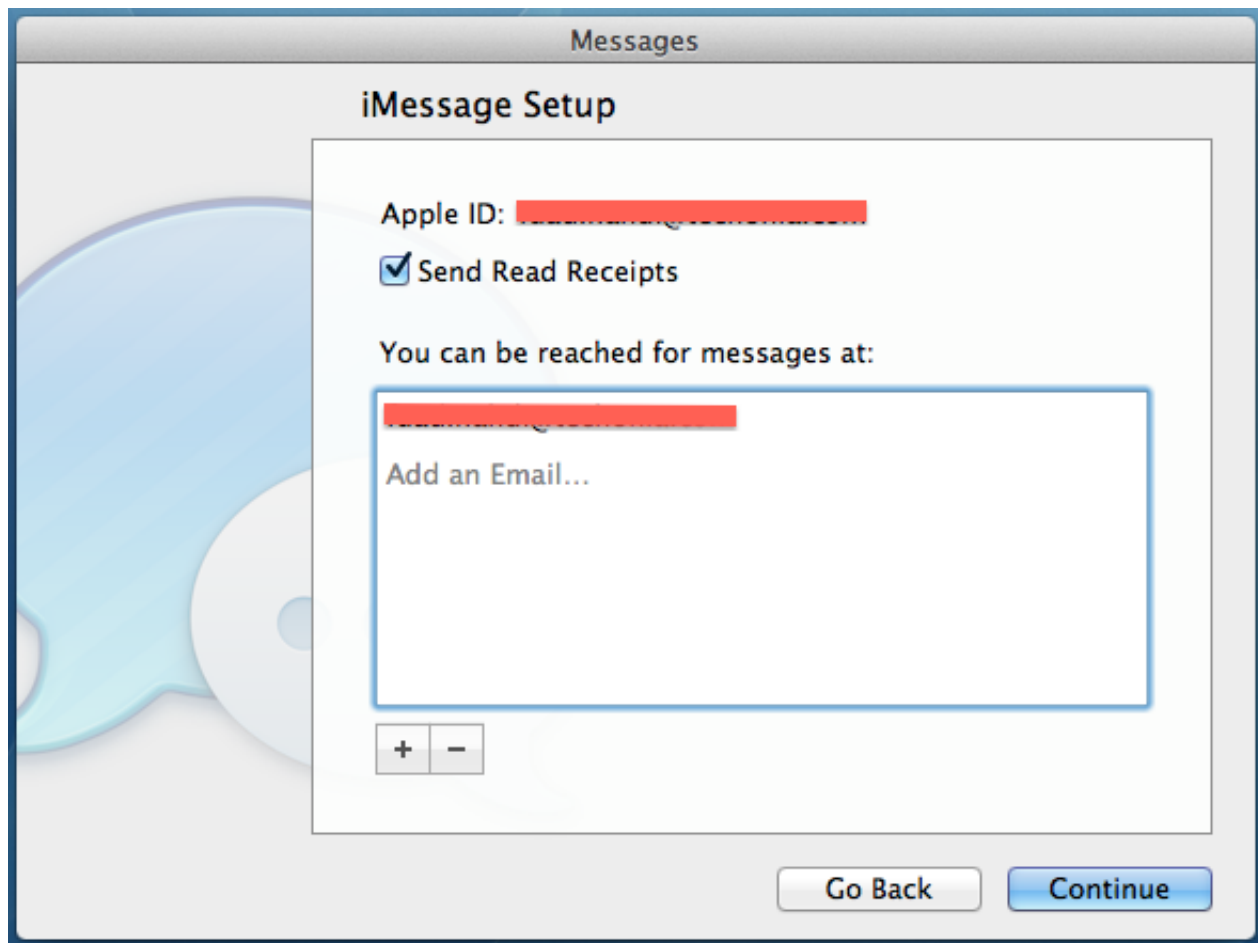 Messages
iMessage Setup
Apple ID:
Send Read Receipts
You can be reached for messages at:
Add an Email...
+ −
Go Back Continue